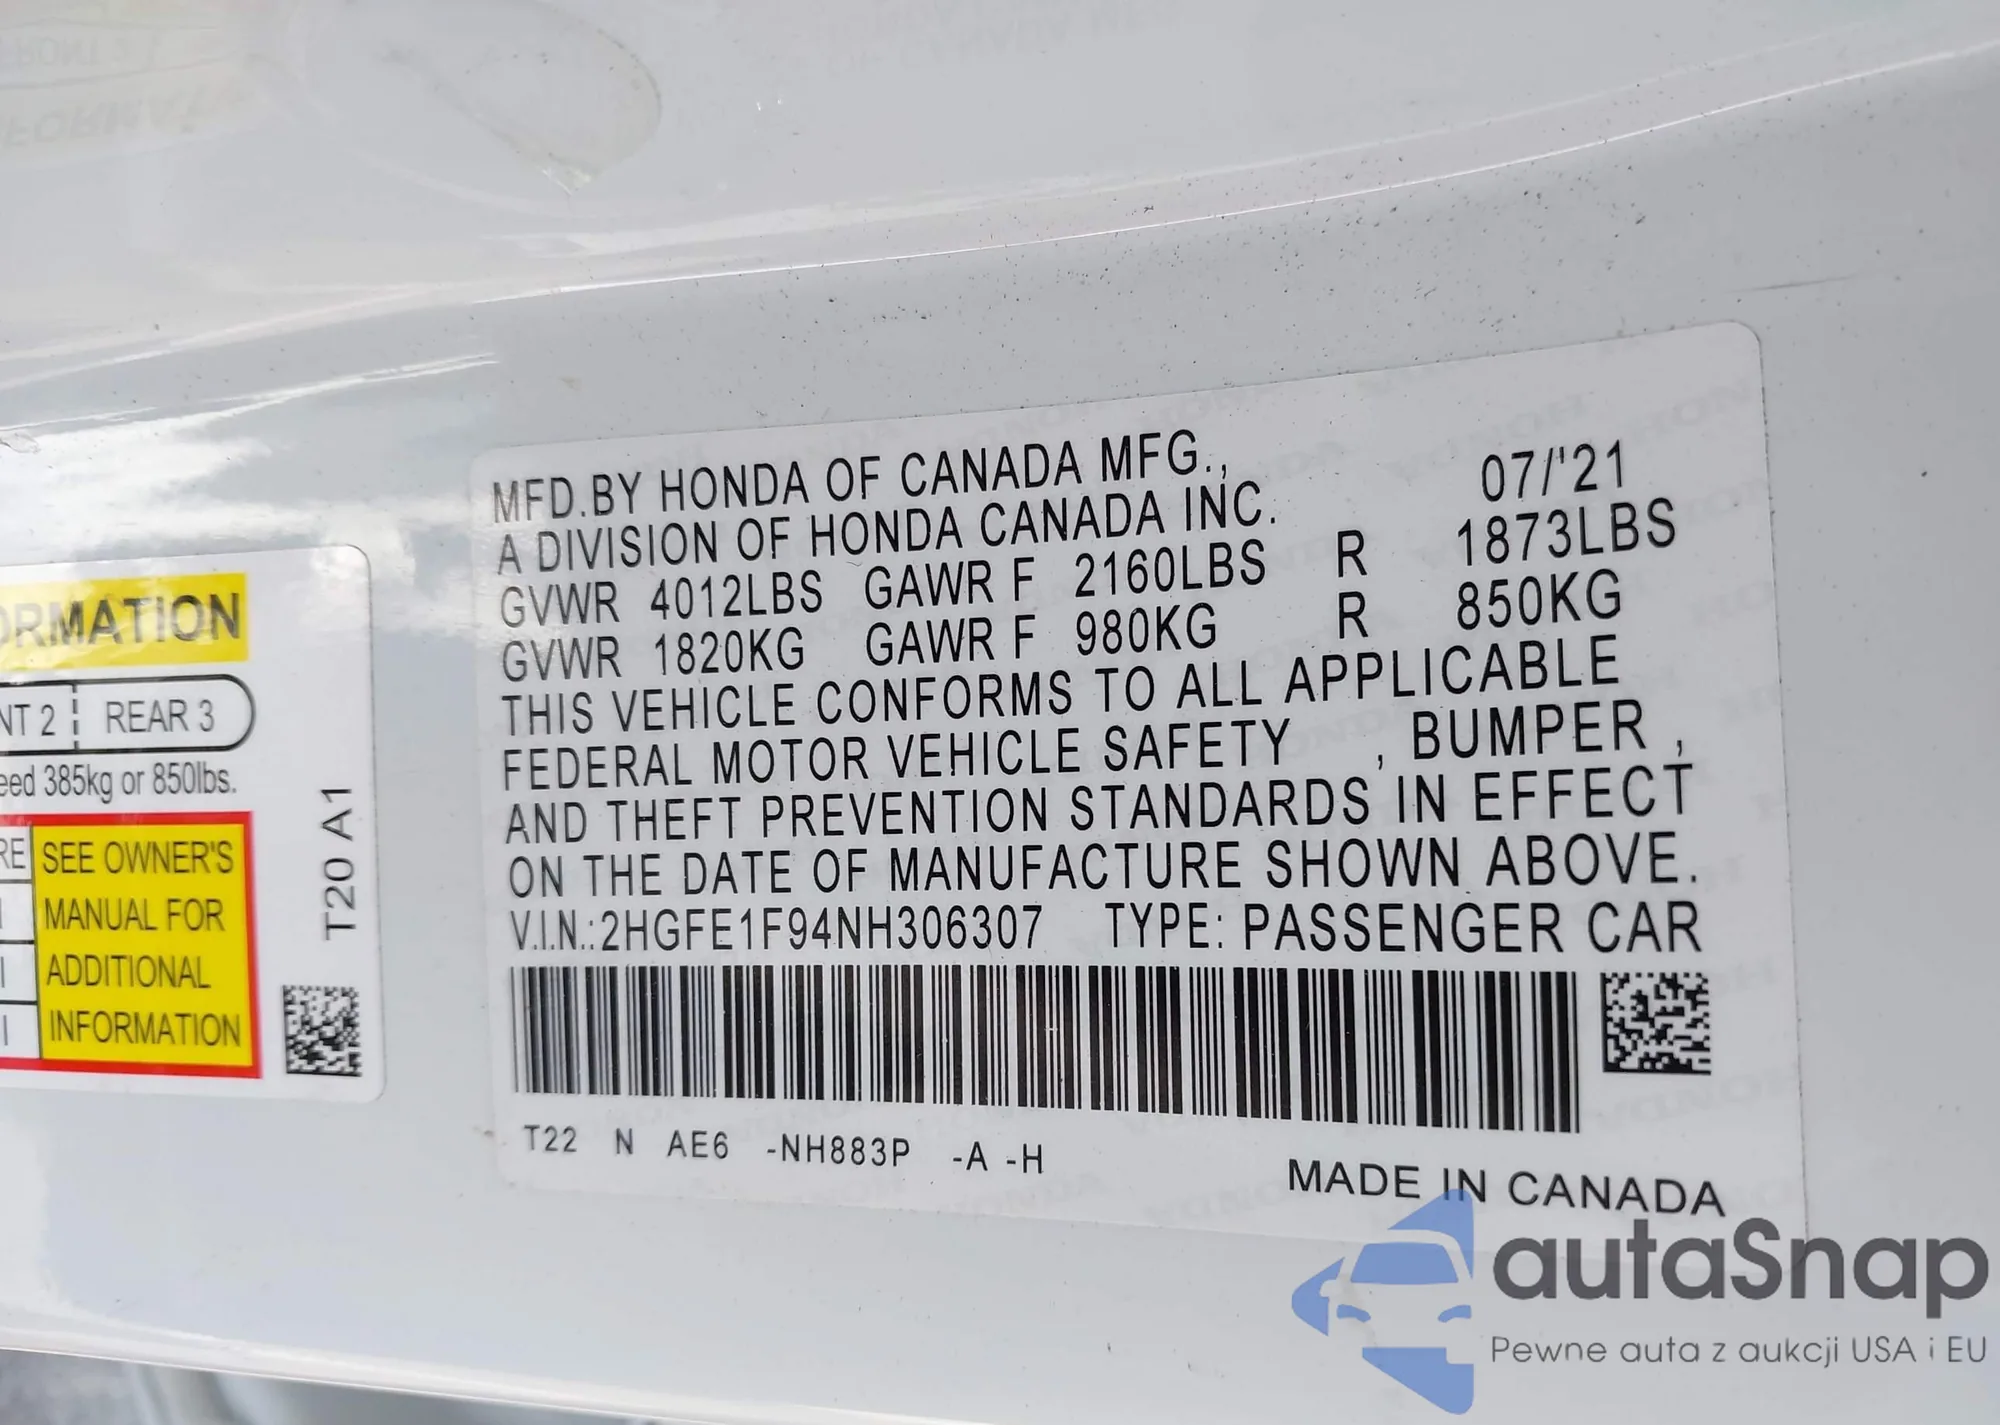 ORMATION
NT 2 REAR 3
eed 385kg or 850lbs.
RE SEE OWNER'S
MANUAL FOR
ADDITIONAL
INFORMATION
T20 A1
MFD.BY HONDA OF CANADA MFG., 07/'21
A DIVISION OF HONDA CANADA INC.
GVWR 4012LBS GAWR F 2160LBS R 1873LBS
GVWR 1820KG GAWR F 980KG R 850KG
THIS VEHICLE CONFORMS TO ALL APPLICABLE
FEDERAL MOTOR VEHICLE SAFETY , BUMPER ,
AND THEFT PREVENTION STANDARDS IN EFFECT
ON THE DATE OF MANUFACTURE SHOWN ABOVE.
V.I.N.:2HGFE1F94NH306307 TYPE: PASSENGER CAR
T22 N AE6 -NH883P -A -H
MADE IN CANADA
autaSnap
Pewne auta z aukcji USA i EU